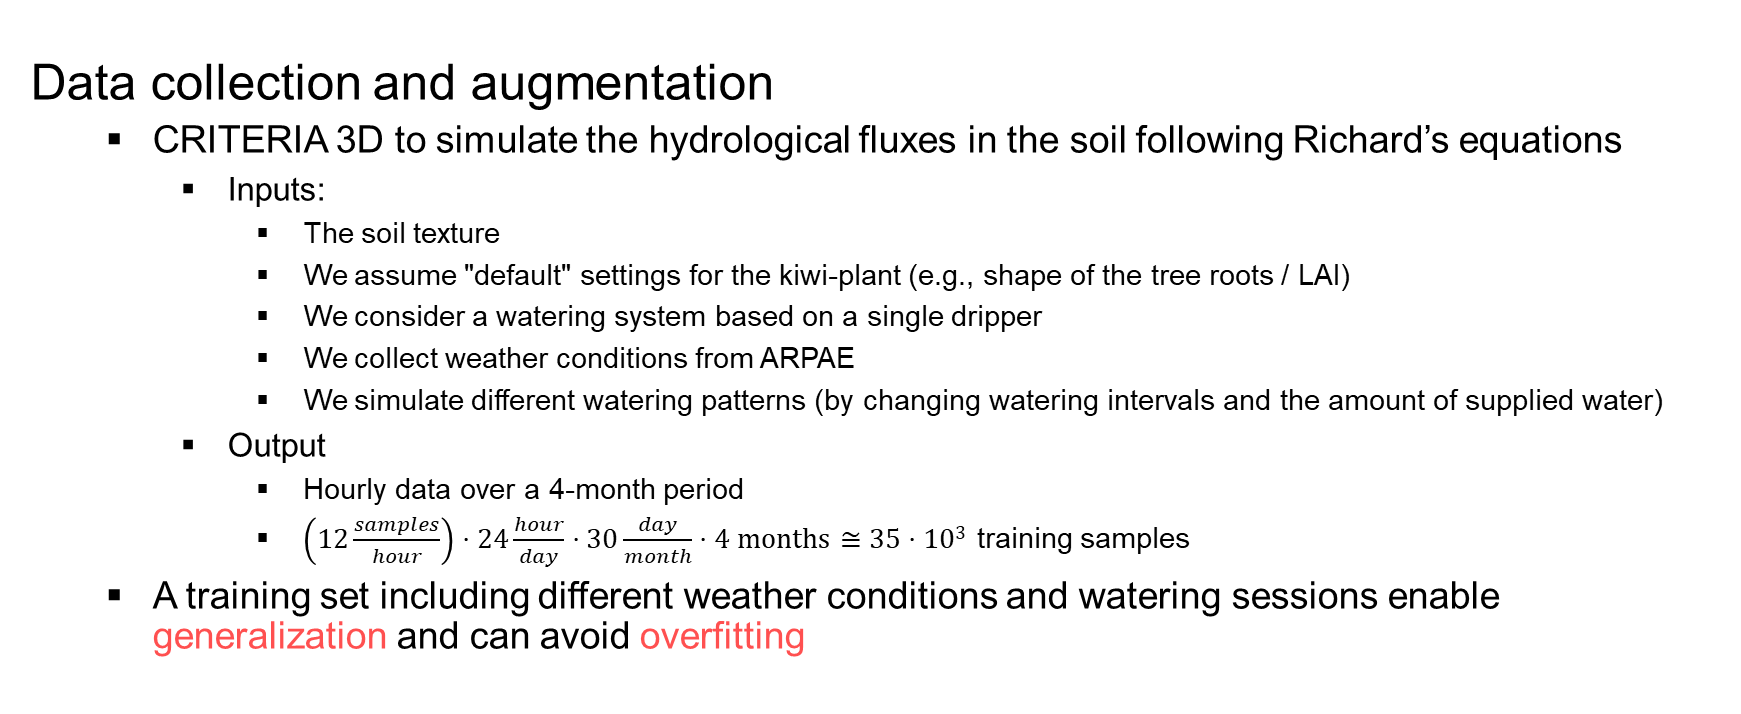 Data collection and augmentation
▪ CRITERIA 3D to simulate the hydrological fluxes in the soil following Richard’s equations
▪ Inputs:
▪ The soil texture
▪ We assume "default" settings for the kiwi-plant (e.g., shape of the tree roots / LAI)
▪ We consider a watering system based on a single dripper
▪ We collect weather conditions from ARPAE
▪ We simulate different watering patterns (by changing watering intervals and the amount of supplied water)
▪ Output
▪ Hourly data over a 4-month period
▪ (12 samples/hour) · 24 hour/day · 30 day/month · 4 months ≅ 35 · 10³ training samples
▪ A training set including different weather conditions and watering sessions enable
generalization and can avoid overfitting